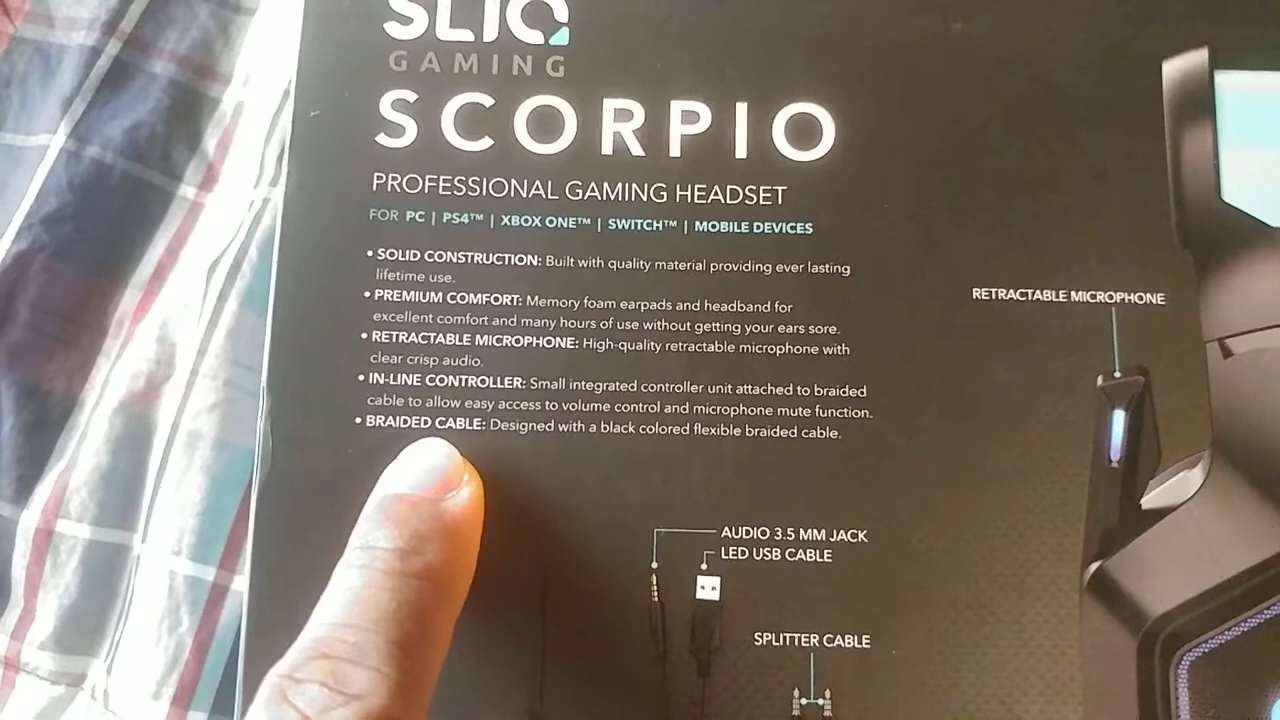 SLIQ
GAMING
SCORPIO
PROFESSIONAL GAMING HEADSET
FOR PC | PS4™ | XBOX ONE™ | SWITCH™ | MOBILE DEVICES
• SOLID CONSTRUCTION: Built with quality material providing ever lasting
lifetime use.
• PREMIUM COMFORT: Memory foam earpads and headband for
excellent comfort and many hours of use without getting your ears sore.
• RETRACTABLE MICROPHONE: High-quality retractable microphone with
clear crisp audio.
• IN-LINE CONTROLLER: Small integrated controller unit attached to braided
cable to allow easy access to volume control and microphone mute function.
• BRAIDED CABLE: Designed with a black colored flexible braided cable.
RETRACTABLE MICROPHONE
AUDIO 3.5 MM JACK
LED USB CABLE
SPLITTER CABLE